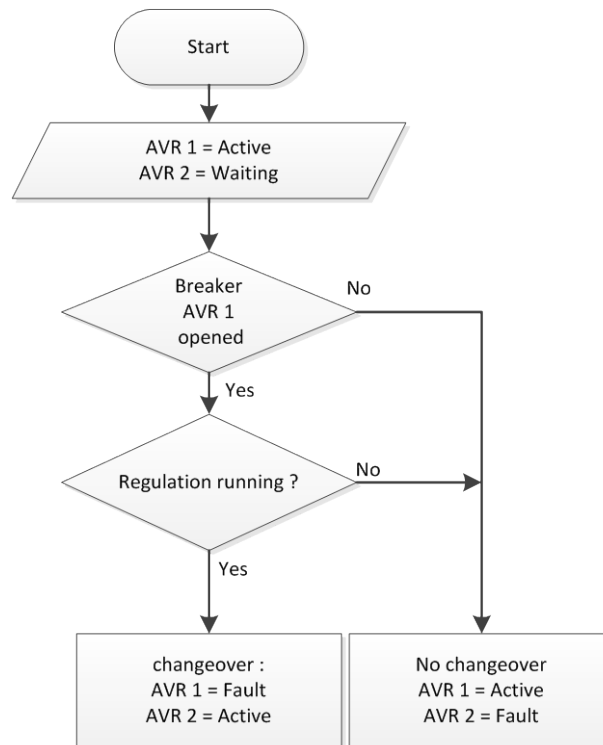 Start
AVR 1 = Active
AVR 2 = Waiting
Breaker
AVR 1
opened
No
Yes
Regulation running ?
No
Yes
changeover :
AVR 1 = Fault
AVR 2 = Active
No changeover
AVR 1 = Active
AVR 2 = Fault